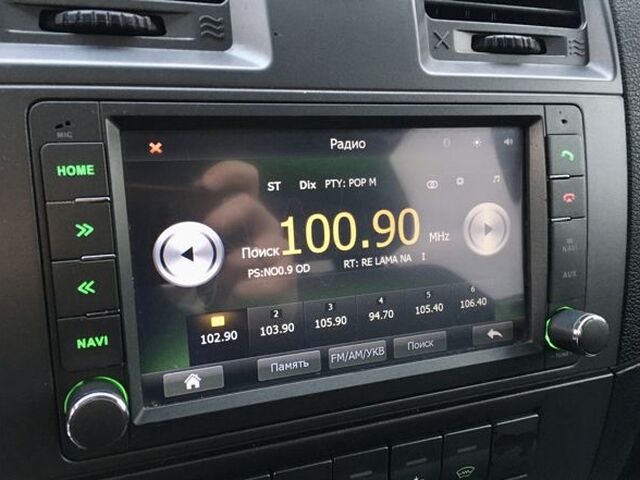 MIC
Радио
HOME
ST Dix PTY: POP M
Поиск 100.90 MHz
PS:NO0.9 OD RT: RE LAMA NA I
NAVI
AUX
2 3 4 5 6
102.90 103.90 105.90 94.70 105.40 106.40
NAVI
Память FM/AM/УКВ Поиск